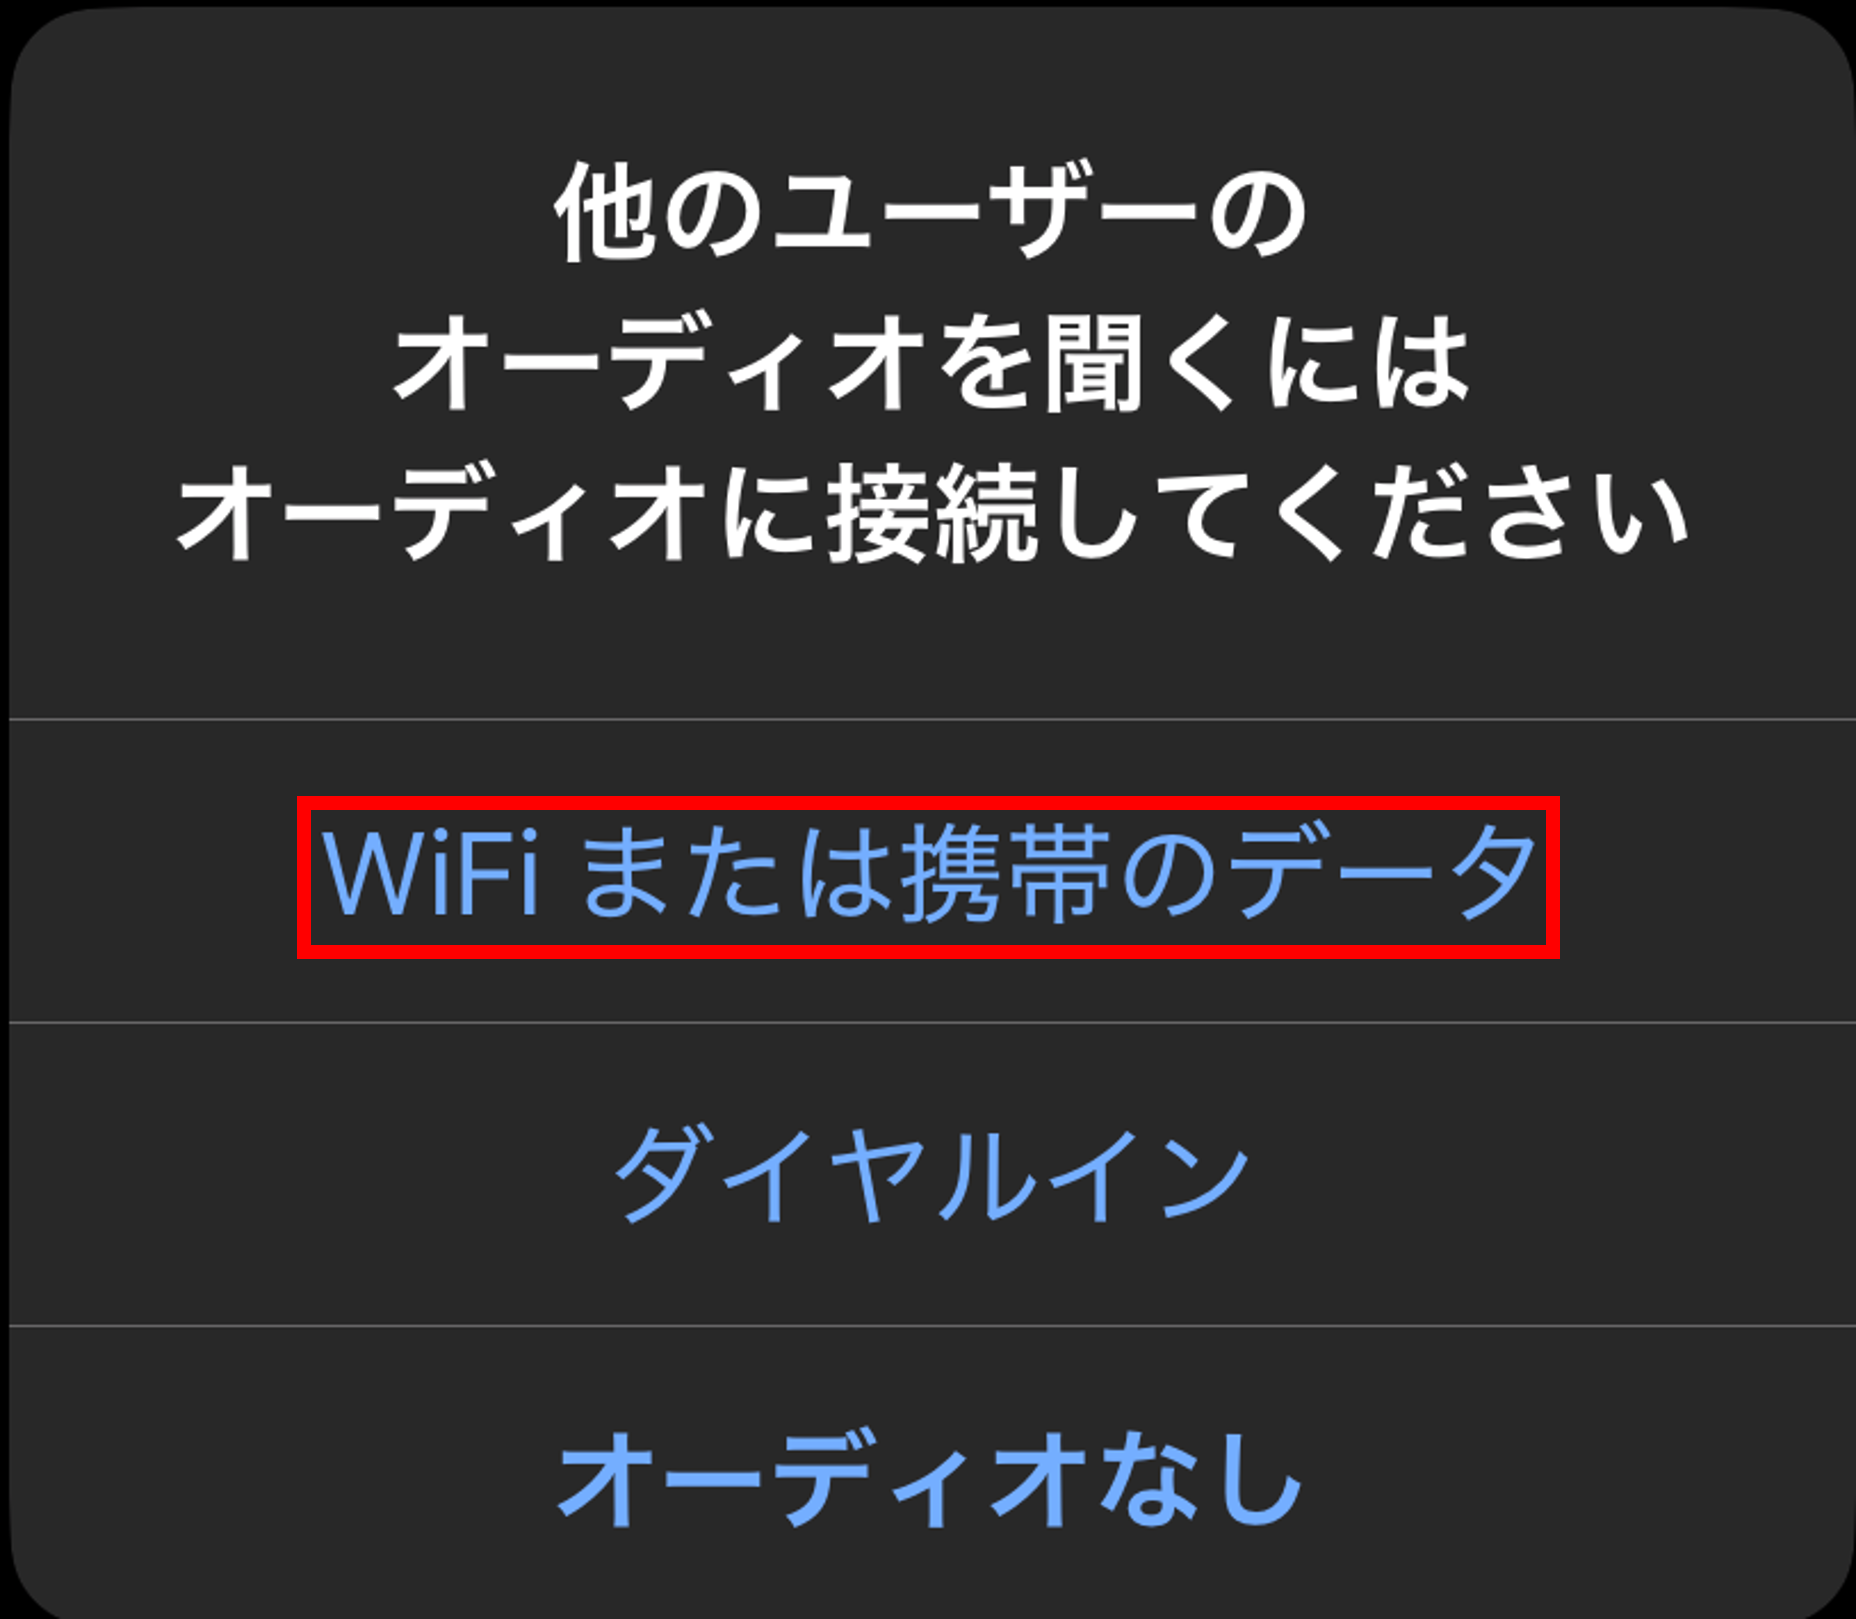 他のユーザーの
オーディオを聞くには
オーディオに接続してください
WiFi または携帯のデータ
ダイヤルイン
オーディオなし